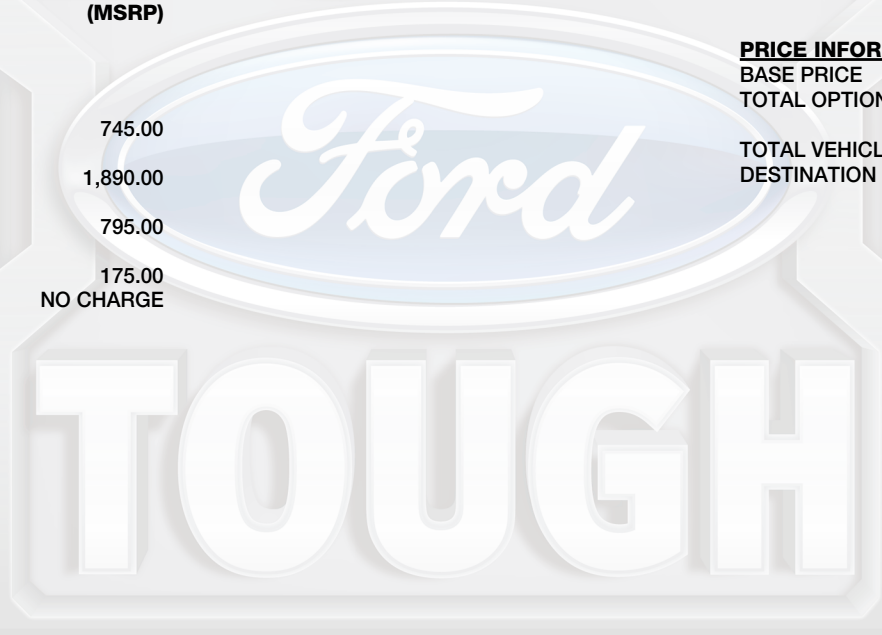 (MSRP)
745.00
1,890.00
795.00
175.00
NO CHARGE
PRICE INFOR
BASE PRICE
TOTAL OPTION
TOTAL VEHICL
DESTINATION
Ford
TOUGH